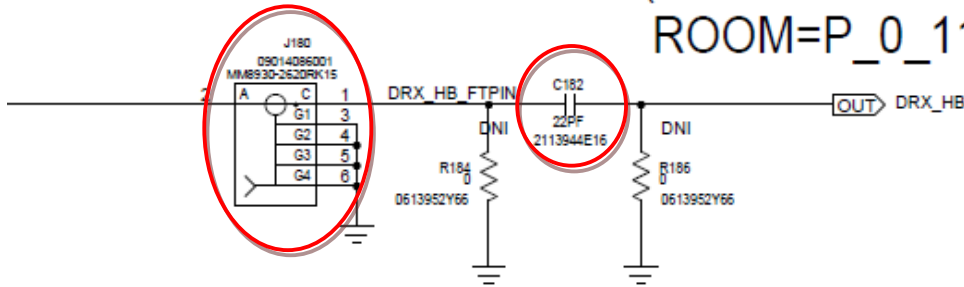 ROOM=P_0_11
J180
09014086001
MM8930-2620RK15
2 A C 1
G1 3
G2 4
G3 5
G4 6
DRX_HB_FTPIN
C182
22PF
2113944E16
DNI
R184
0
0613952Y66
DNI
R186
0
0613952Y66
OUT DRX_HB